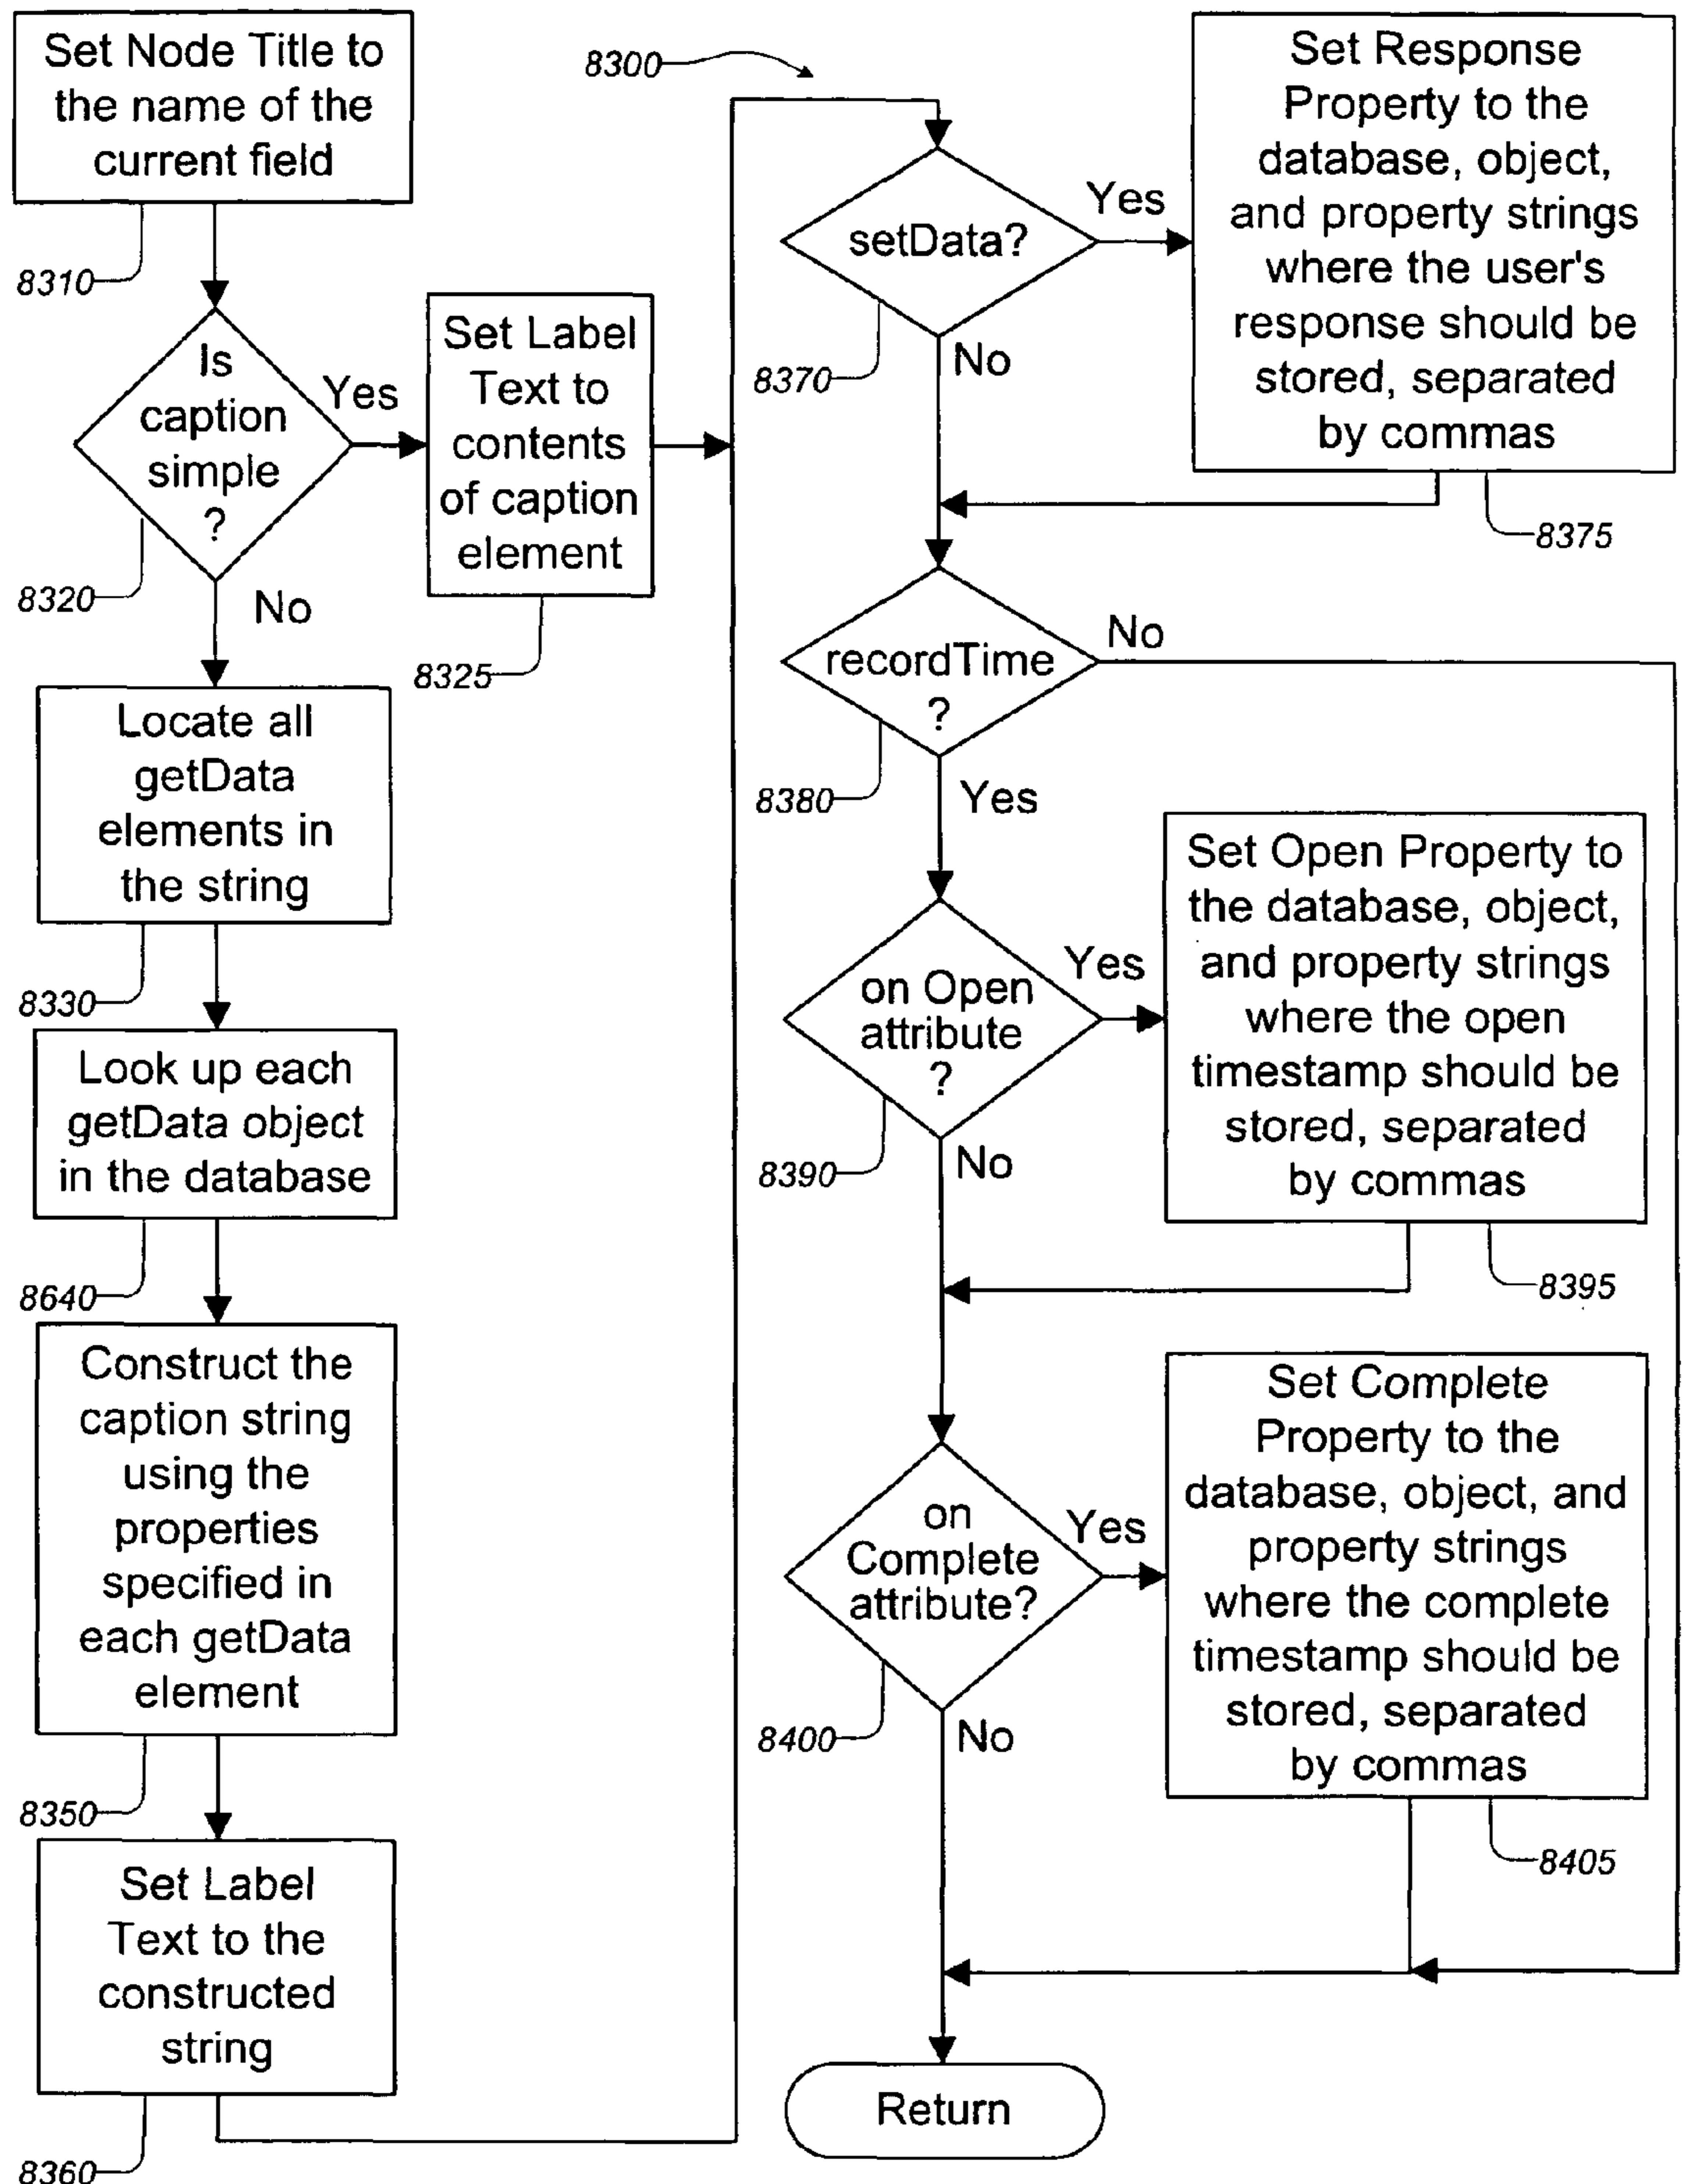 Set Node Title to
the name of the
current field
8310
Is
caption
simple
?
Yes
8320
No
Set Label
Text to
contents
of caption
element
8325
Locate all
getData
elements in
the string
8330
Look up each
getData object
in the database
8640
Construct the
caption string
using the
properties
specified in
each getData
element
8350
Set Label
Text to the
constructed
string
8360
8300
setData?
Yes
8370
No
Set Response
Property to the
database, object,
and property strings
where the user's
response should be
stored, separated
by commas
8375
recordTime
?
No
8380
Yes
on Open
attribute
?
Yes
8390
No
Set Open Property to
the database, object,
and property strings
where the open
timestamp should be
stored, separated
by commas
8395
on
Complete
attribute?
Yes
8400
No
Set Complete
Property to the
database, object, and
property strings
where the complete
timestamp should be
stored, separated
by commas
8405
Return